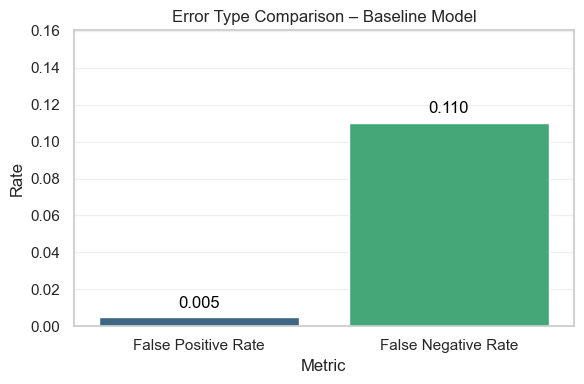 Error Type Comparison – Baseline Model
0.16
0.14
0.12
0.10
0.08
0.06
0.04
0.02
0.00
Rate
0.005
0.110
False Positive Rate
False Negative Rate
Metric